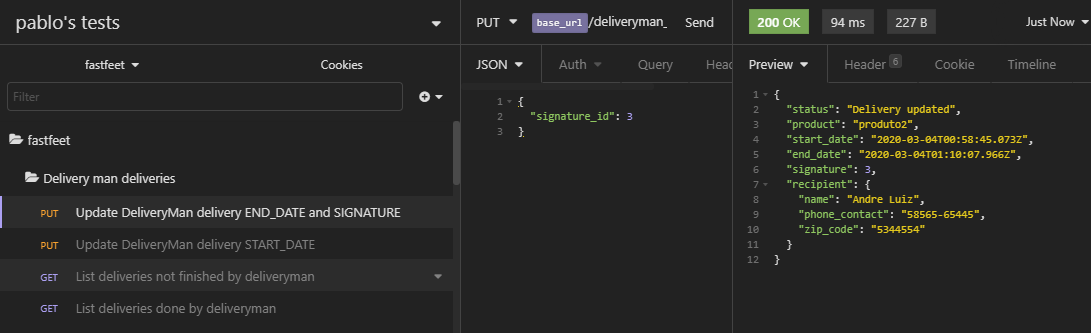 pablo's tests
fastfeet
Cookies
Filter
fastfeet
Delivery man deliveries
PUT Update DeliveryMan delivery END_DATE and SIGNATURE
PUT Update DeliveryMan delivery START_DATE
GET List deliveries not finished by deliveryman
GET List deliveries done by deliveryman
PUT base_url/deliveryman_ Send
JSON Auth Query Head
1 {
2 "signature_id": 3
3 }
200 OK 94 ms 227 B Just Now
Preview Header 6 Cookie Timeline
1 {
2 "status": "Delivery updated",
3 "product": "produto2",
4 "start_date": "2020-03-04T00:58:45.073Z",
5 "end_date": "2020-03-04T01:10:07.966Z",
6 "signature": 3,
7 "recipient": {
8 "name": "Andre Luiz",
9 "phone_contact": "58565-65445",
10 "zip_code": "5344554"
11 }
12 }